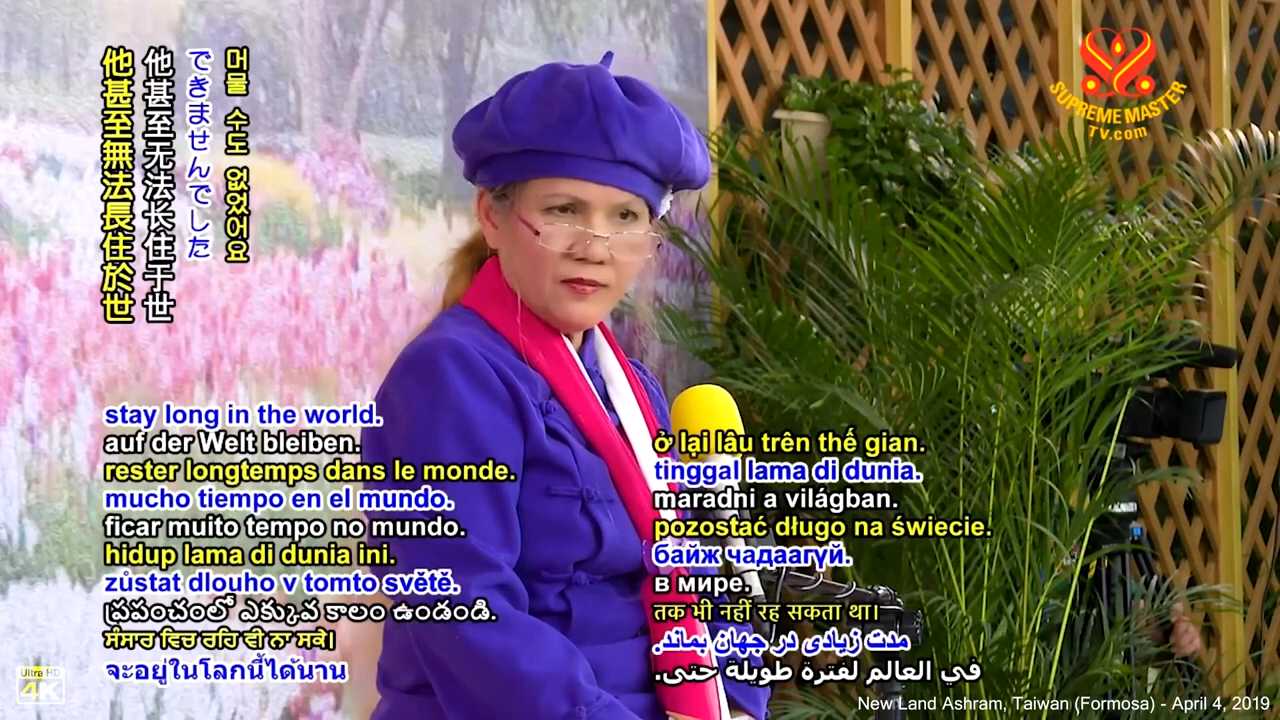 머물 수도 없었어요
できませんでした
他甚至无法长住于世
他甚至無法長住於世
SUPREME MASTER
TV.com
stay long in the world.
auf der Welt bleiben.
rester longtemps dans le monde.
mucho tiempo en el mundo.
ficar muito tempo no mundo.
hidup lama di dunia ini.
zůstat dlouho v tomto světě.
ప్రపంచంలో ఎక్కువ కాలం ఉండండి.
ਸੰਸਾਰ ਵਿਚ ਰਹਿ ਵੀ ਨਾ ਸਕੇ।
จะอยู่ในโลกนี้ได้นาน
ở lại lâu trên thế gian.
tinggal lama di dunia.
maradni a világban.
pozostać długo na świecie.
байж чадаагүй.
в мире.
तक भी नहीं रह सकता था।
مدت زیادی در جهان بماند.
في العالم لفترة طويلة حتى.
Ultra HD
4K
New Land Ashram, Taiwan (Formosa) - April 4, 2019